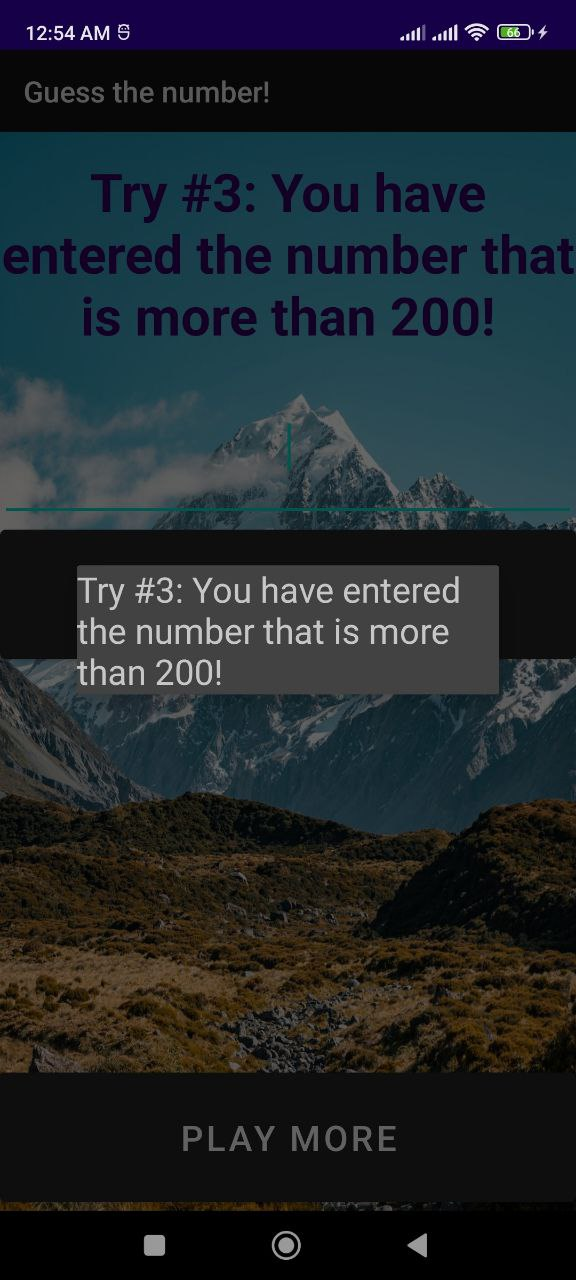 12:54 AM
66
Guess the number!
Try #3: You have
entered the number that
is more than 200!
Try #3: You have entered
the number that is more
than 200!
PLAY MORE